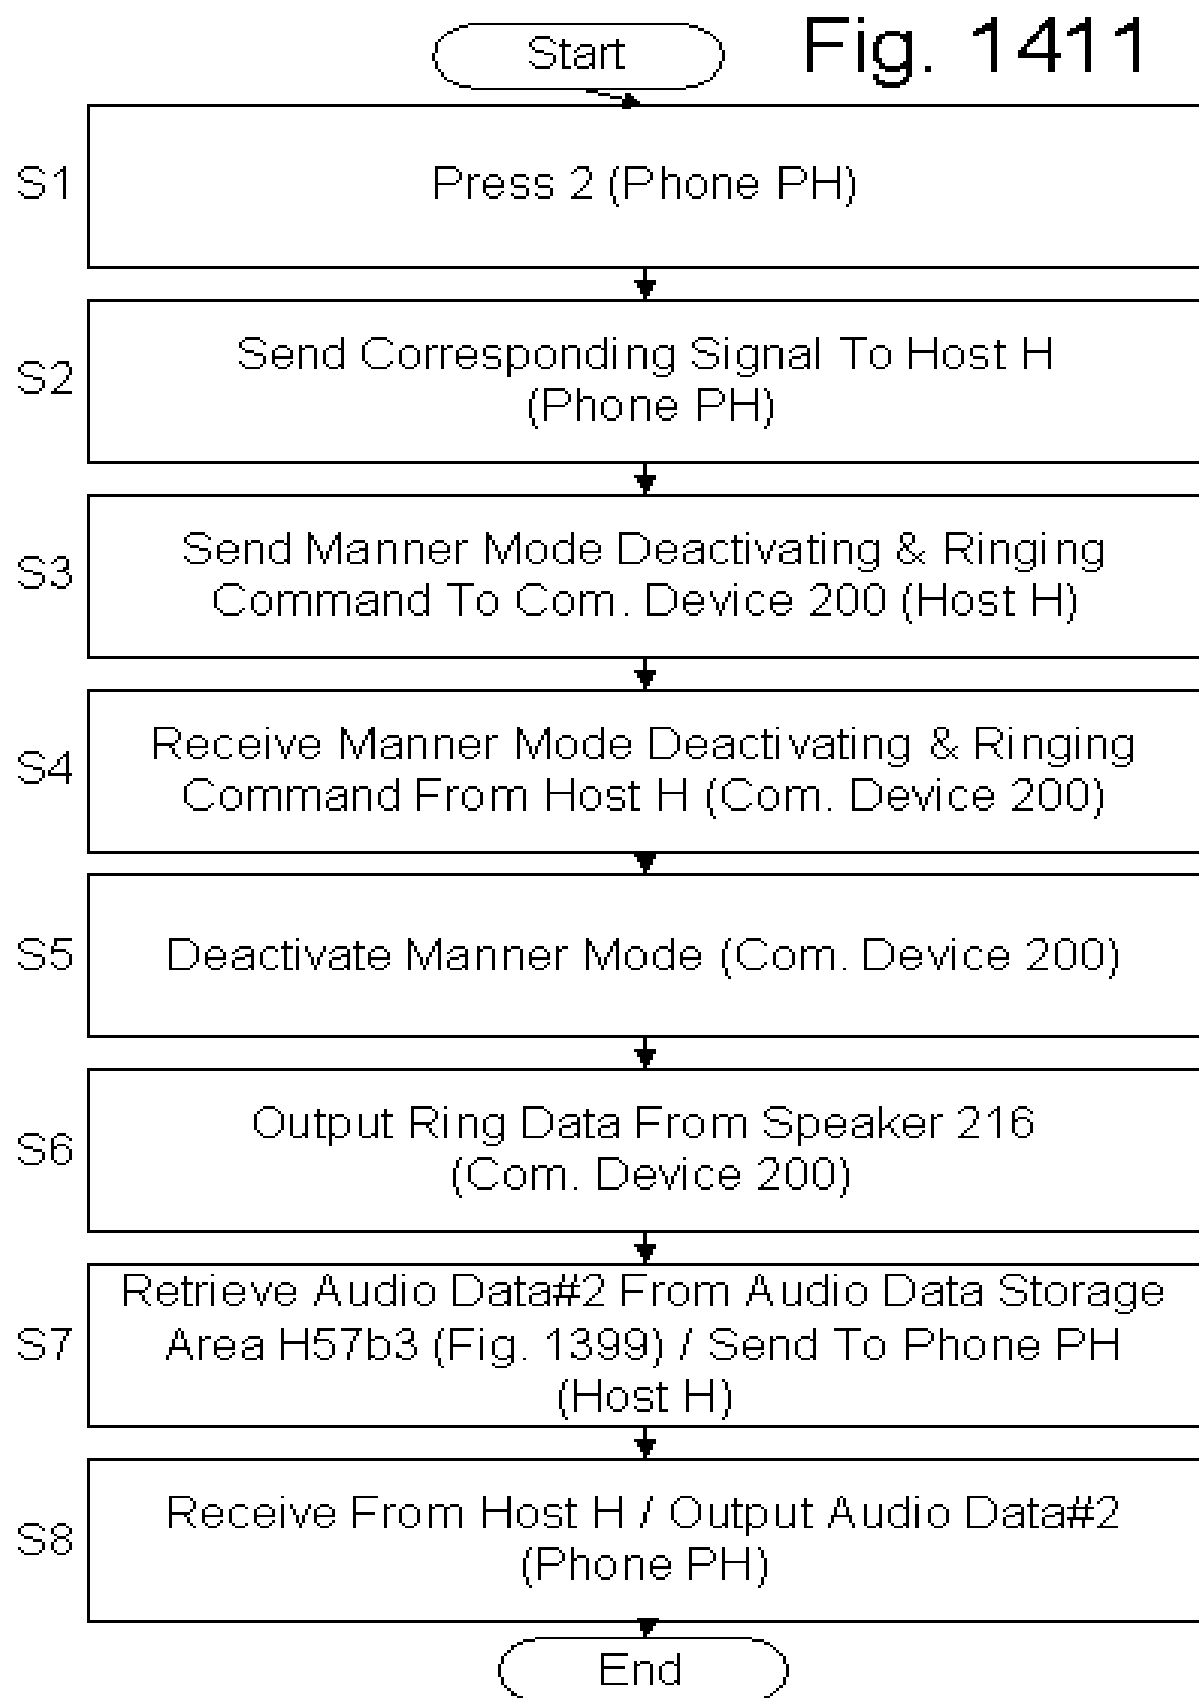 Fig. 1411
Start
S1
Press 2 (Phone PH)
S2
Send Corresponding Signal To Host H
(Phone PH)
S3
Send Manner Mode Deactivating & Ringing
Command To Com. Device 200 (Host H)
S4
Receive Manner Mode Deactivating & Ringing
Command From Host H (Com. Device 200)
S5
Deactivate Manner Mode (Com. Device 200)
S6
Output Ring Data From Speaker 216
(Com. Device 200)
S7
Retrieve Audio Data#2 From Audio Data Storage
Area H57b3 (Fig. 1399) / Send To Phone PH
(Host H)
S8
Receive From Host H / Output Audio Data#2
(Phone PH)
End